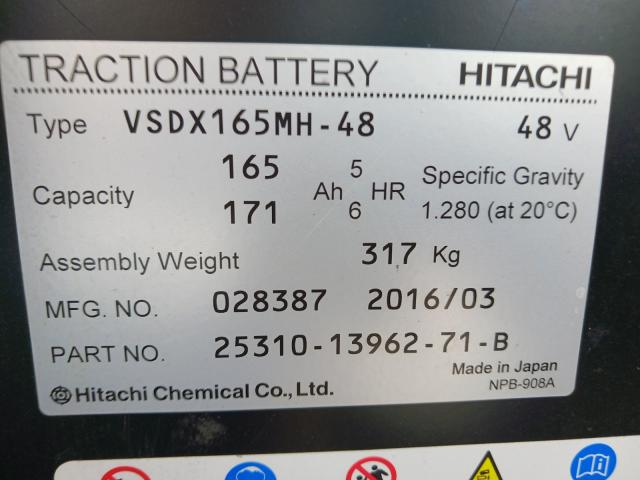 TRACTION BATTERY HITACHI
Type VSDX165MH-48 48 V
Capacity 165 Ah 5 HR Specific Gravity
171 6 1.280 (at 20°C)
Assembly Weight 317 Kg
MFG. NO. 028387 2016/03
PART NO. 25310-13962-71-B
Made in Japan
Hitachi Chemical Co., Ltd. NPB-908A